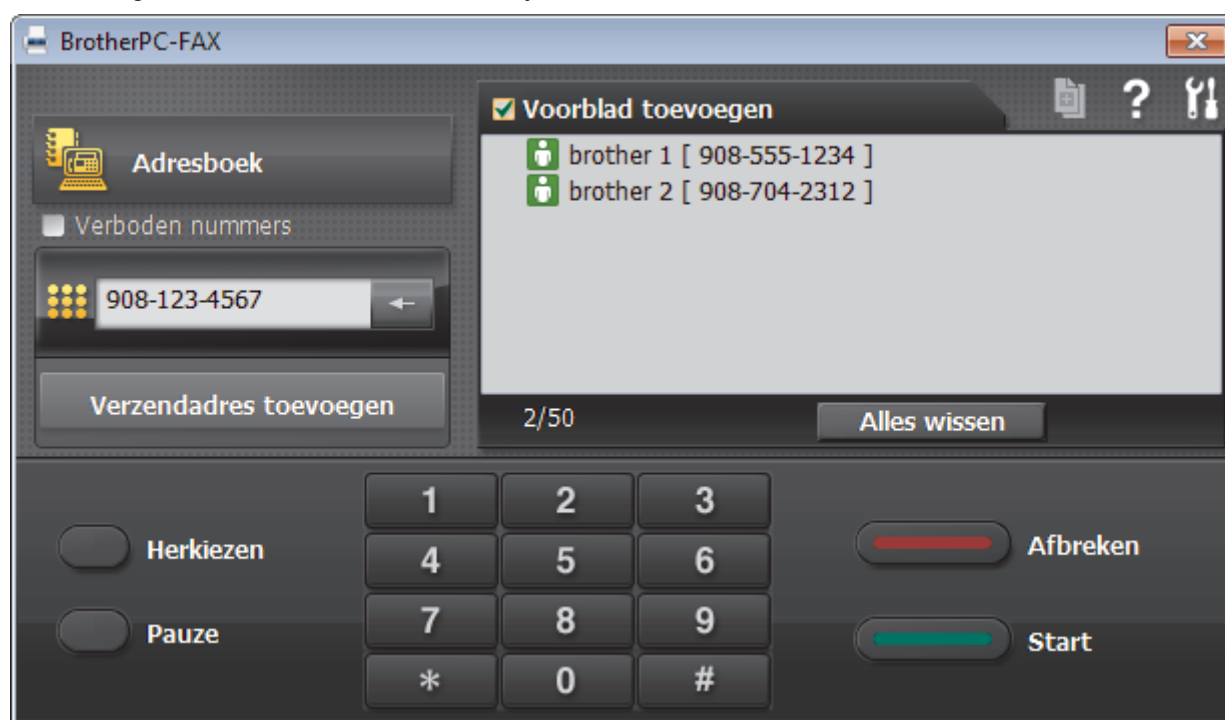 BrotherPC-FAX
Adresboek
Verboden nummers
908-123-4567
Verzendadres toevoegen
Voorblad toevoegen
?
brother 1 [ 908-555-1234 ]
brother 2 [ 908-704-2312 ]
2/50
Alles wissen
Herkiezen
Pauze
1 2 3
4 5 6
7 8 9
* 0 #
Afbreken
Start